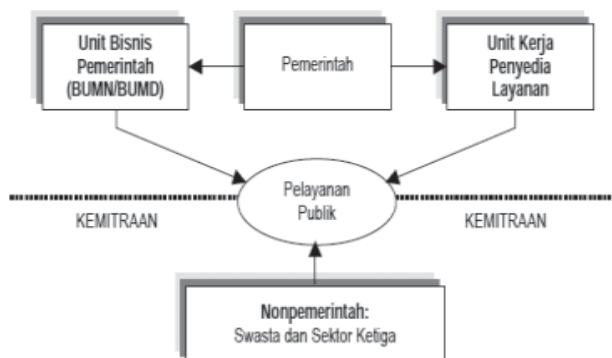 Unit Bisnis
Pemerintah
(BUMN/BUMD)
Pemerintah
Unit Kerja
Penyedia
Layanan
Pelayanan
Publik
KEMITRAAN
KEMITRAAN
Nonpemerintah:
Swasta dan Sektor Ketiga